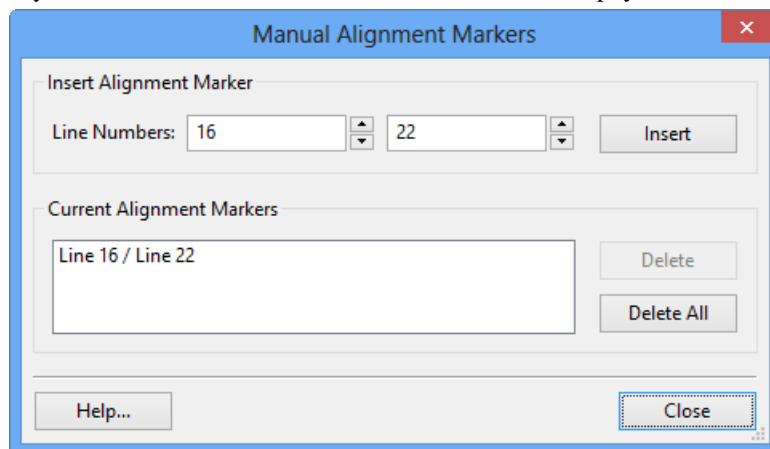 Manual Alignment Markers
Insert Alignment Marker
Line Numbers: 16 22 Insert
Current Alignment Markers
Line 16 / Line 22
Delete
Delete All
Help... Close